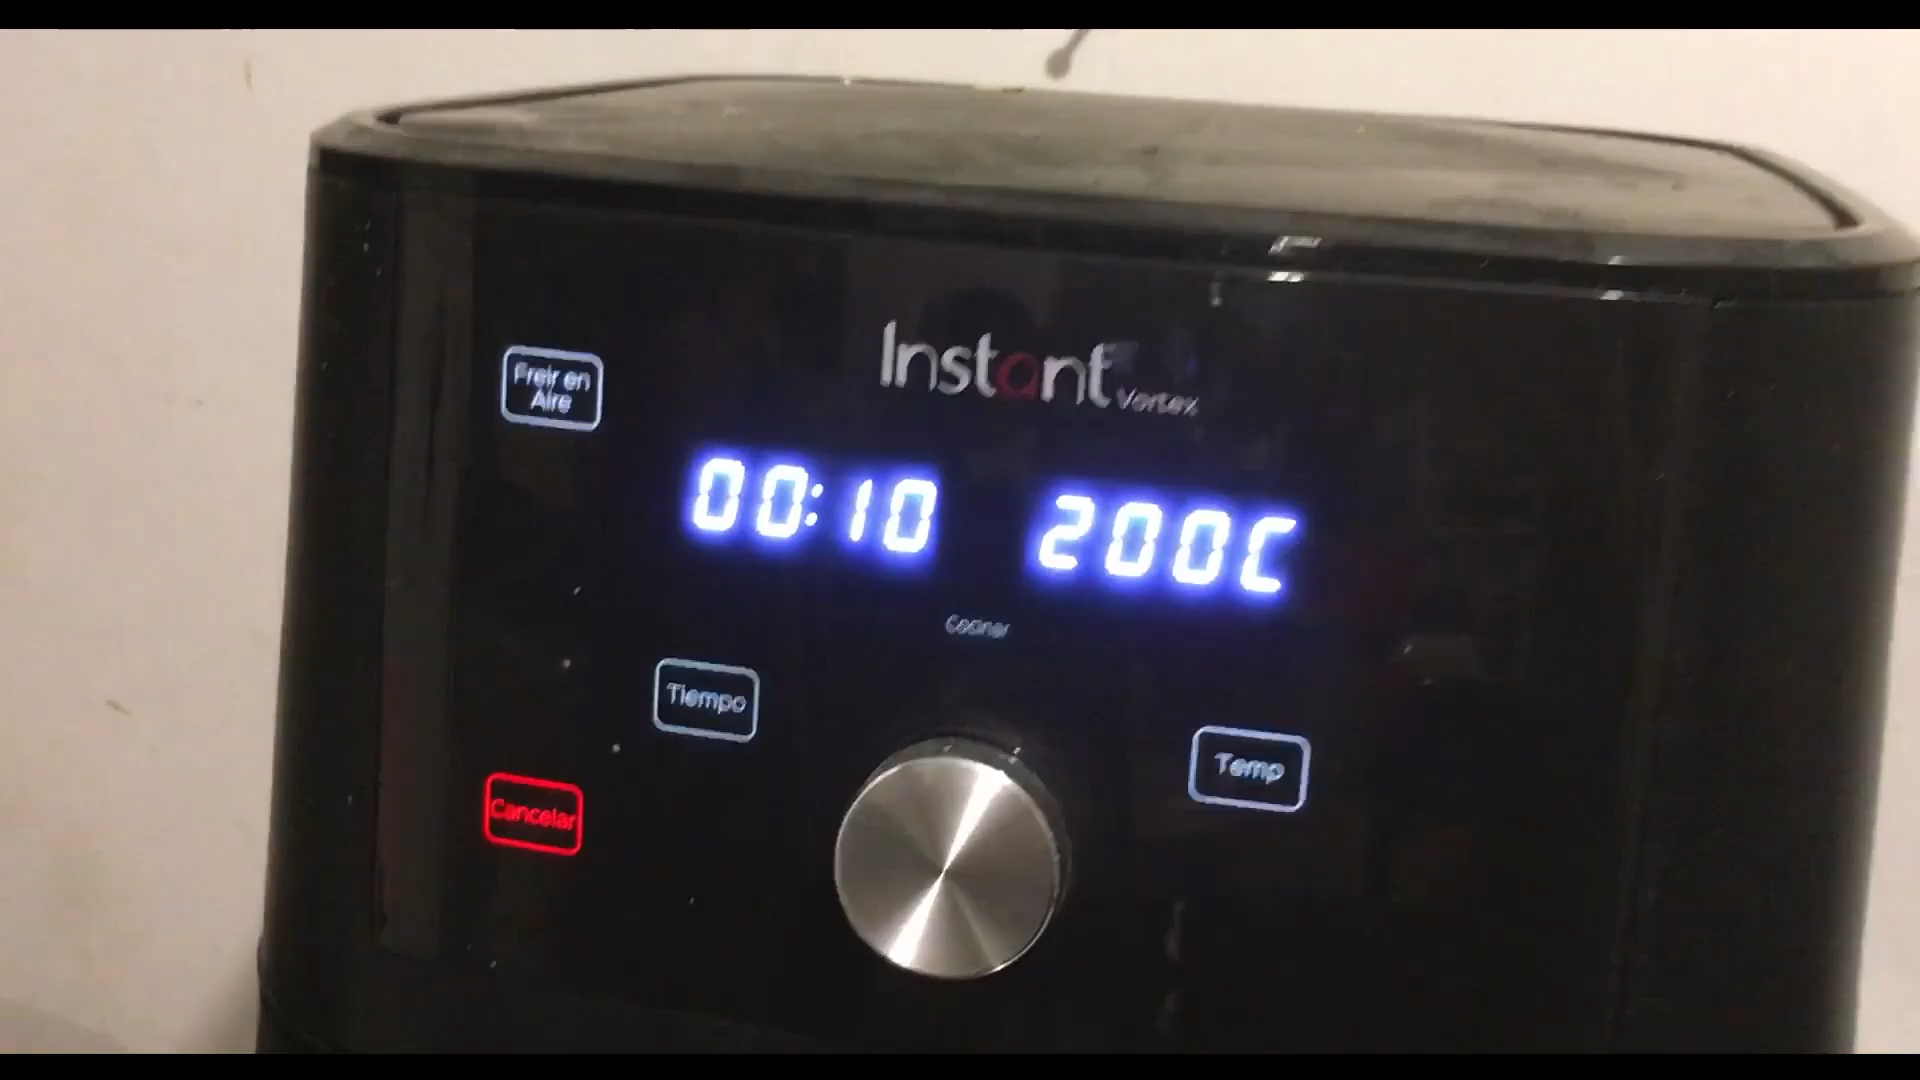 Instant Vortex
Freir en
Aire
00:10 200C
Cocinar
Tiempo
Temp
Cancelar